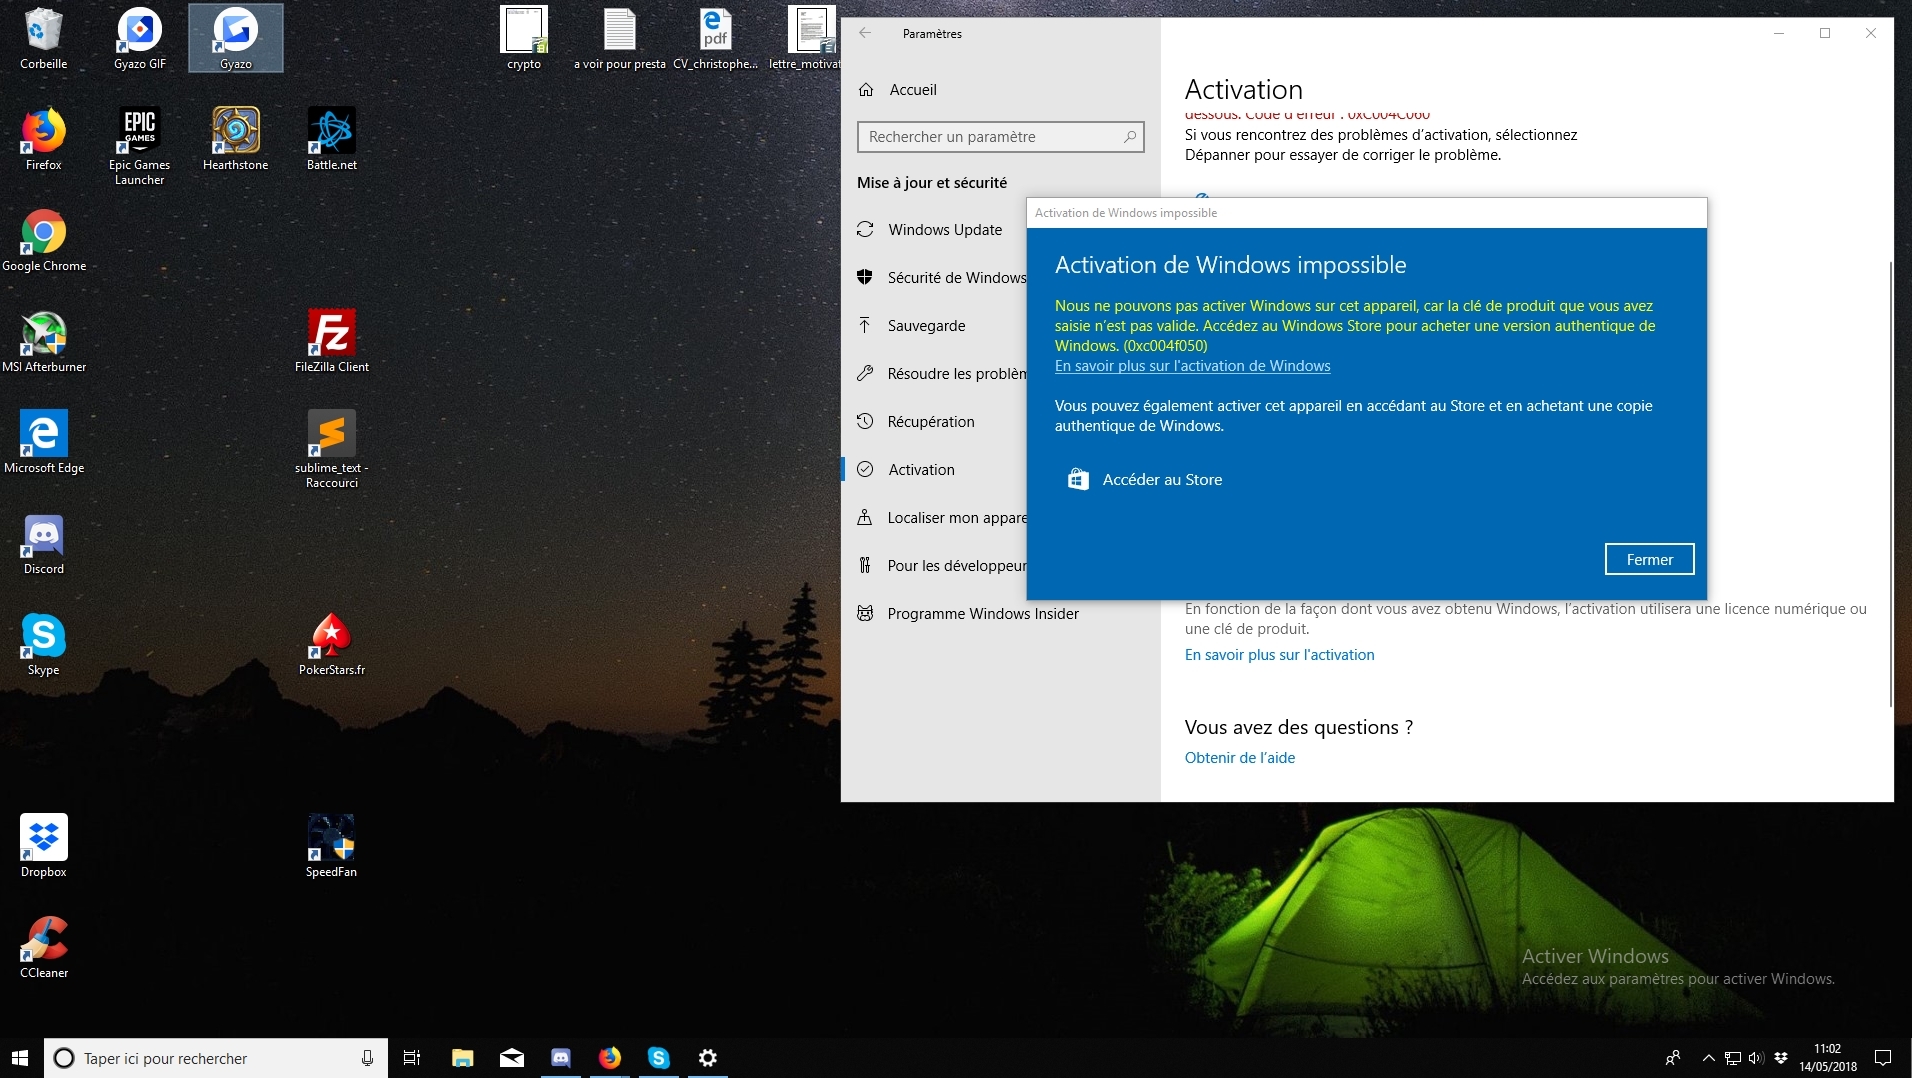 Corbeille
Gyazo GIF
Gyazo
crypto
a voir pour presta
CV_christophe...
lettre_motivat
pdf
Firefox
EPIC
GAMES
Epic Games
Launcher
Hearthstone
Battle.net
Google Chrome
MSI Afterburner
FileZilla Client
Microsoft Edge
sublime_text -
Raccourci
Discord
Skype
PokerStars.fr
Dropbox
SpeedFan
CCleaner
Paramètres
Accueil
Rechercher un paramètre
Mise à jour et sécurité
Windows Update
Sécurité de Windows
Sauvegarde
Résoudre les problèm
Récupération
Activation
Localiser mon appare
Pour les développeur
Programme Windows Insider
Activation
dessous. Code d'erreur : 0xC004C060
Si vous rencontrez des problèmes d’activation, sélectionnez
Dépanner pour essayer de corriger le problème.
Activation de Windows impossible
Activation de Windows impossible
Nous ne pouvons pas activer Windows sur cet appareil, car la clé de produit que vous avez
saisie n’est pas valide. Accédez au Windows Store pour acheter une version authentique de
Windows. (0xc004f050)
En savoir plus sur l'activation de Windows
Vous pouvez également activer cet appareil en accédant au Store et en achetant une copie
authentique de Windows.
Accéder au Store
Fermer
En fonction de la façon dont vous avez obtenu Windows, l’activation utilisera une licence numérique ou
une clé de produit.
En savoir plus sur l'activation
Vous avez des questions ?
Obtenir de l’aide
Activer Windows
Accédez aux paramètres pour activer Windows.
Taper ici pour rechercher
11:02
14/05/2018